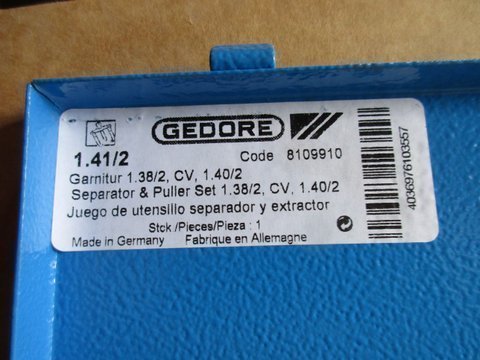 GEDORE
1.41/2 Code 8109910
Garnitur 1.38/2, CV, 1.40/2
Separator & Puller Set 1.38/2, CV, 1.40/2
Juego de utensillo separador y extractor
Stck /Pieces/Pieza : 1
Made in Germany Fabrique en Allemagne
4036976103557